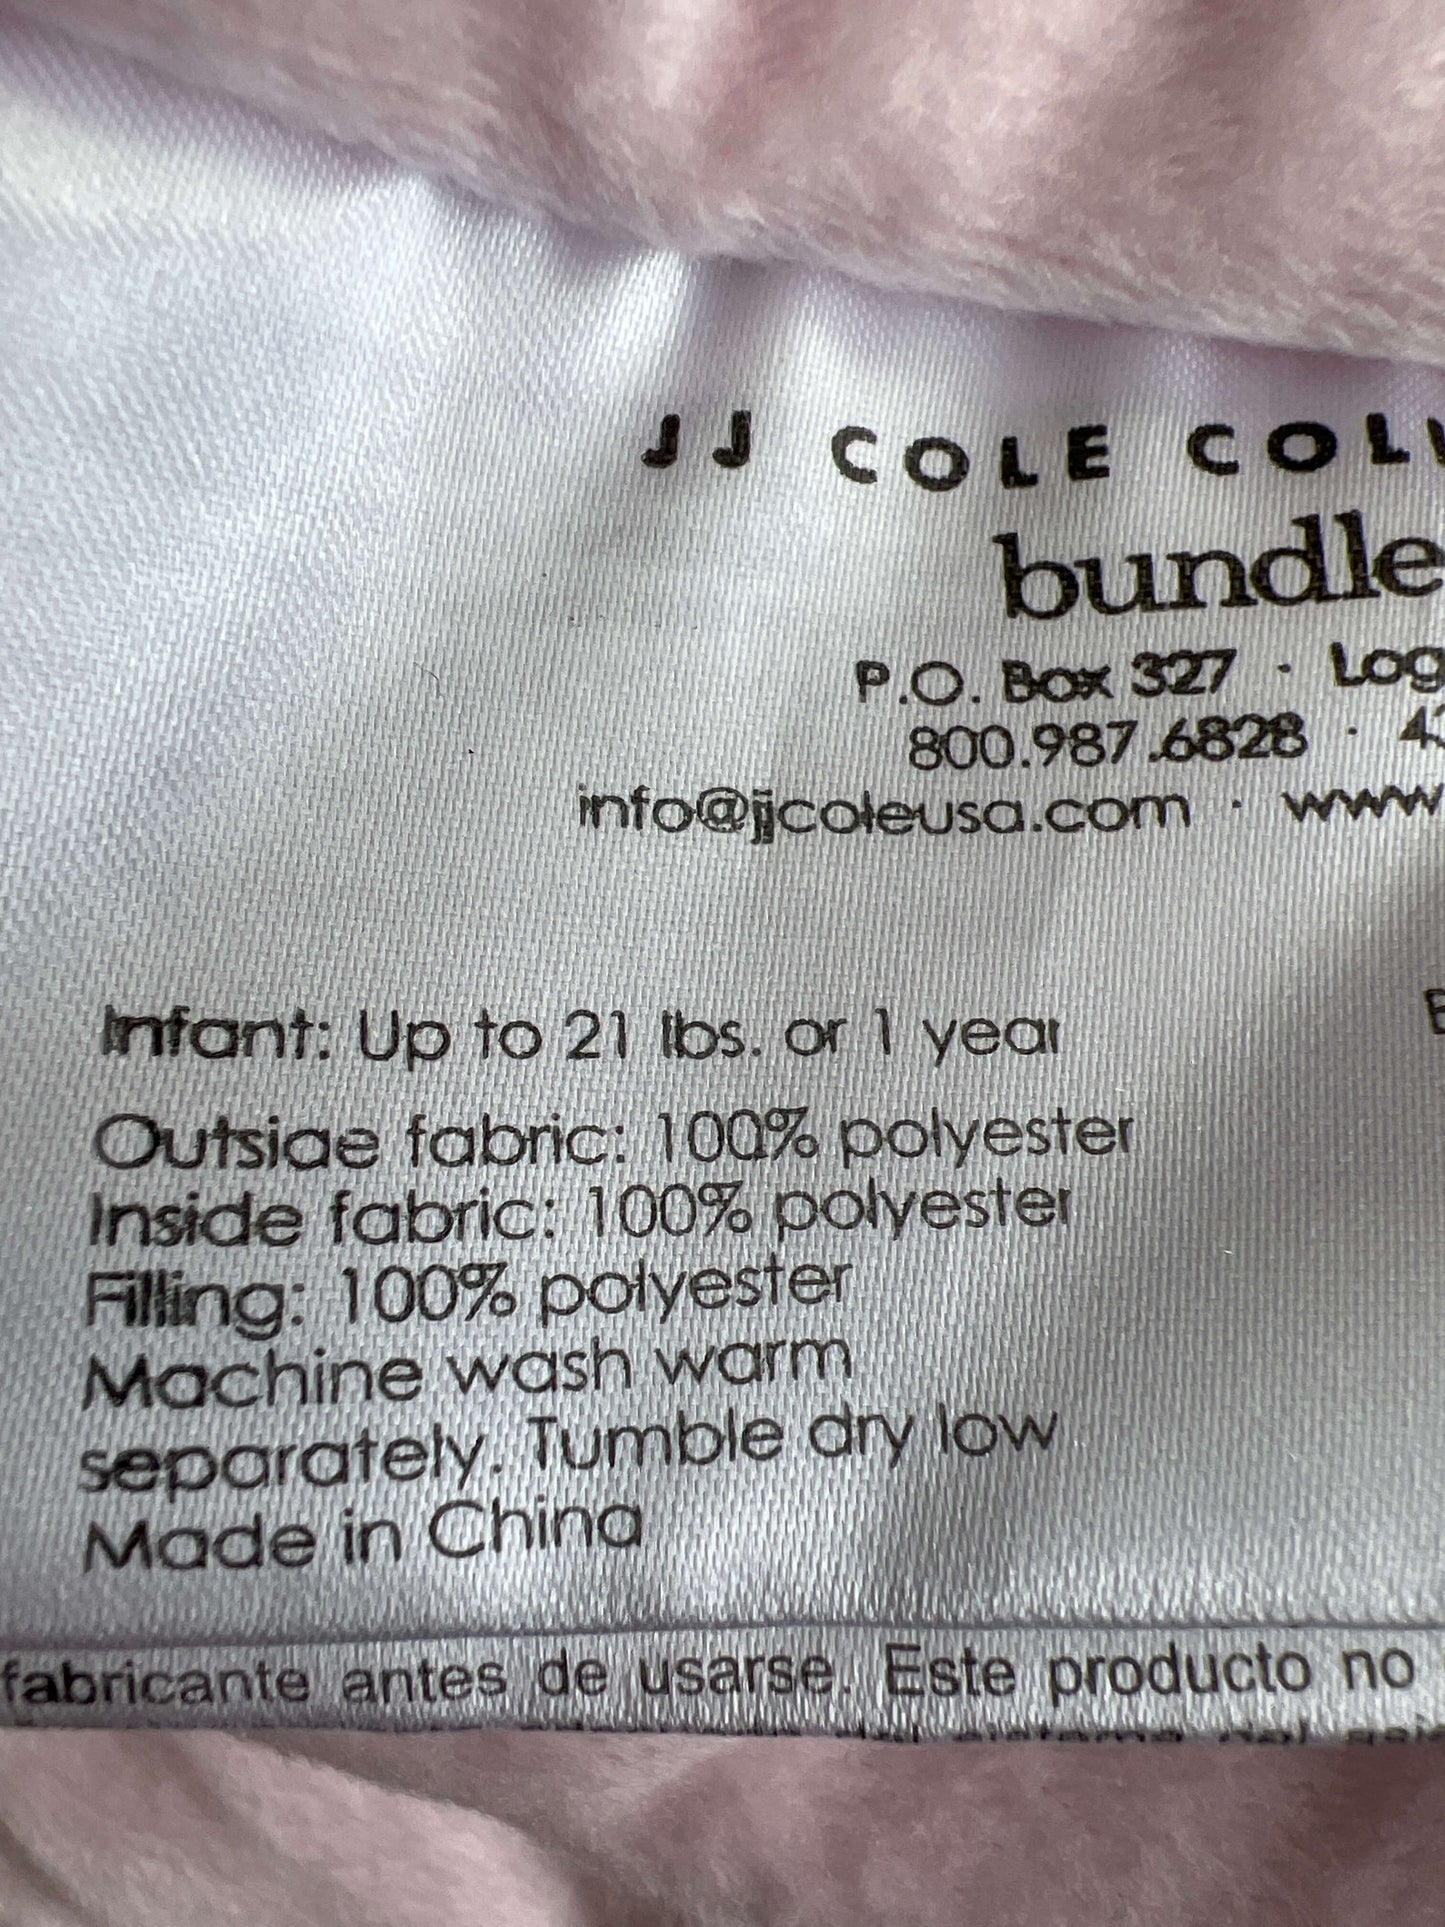 JJ COLE COL
bundle
P.O. Box 327 · Log
800.987.6828 · 43
info@jjcoleusa.com · www
Infant: Up to 21 lbs. or 1 year
Outside fabric: 100% polyester
Inside fabric: 100% polyester
Filling: 100% polyester
Machine wash warm
separately. Tumble dry low
Made in China
fabricante antes de usarse. Este producto no